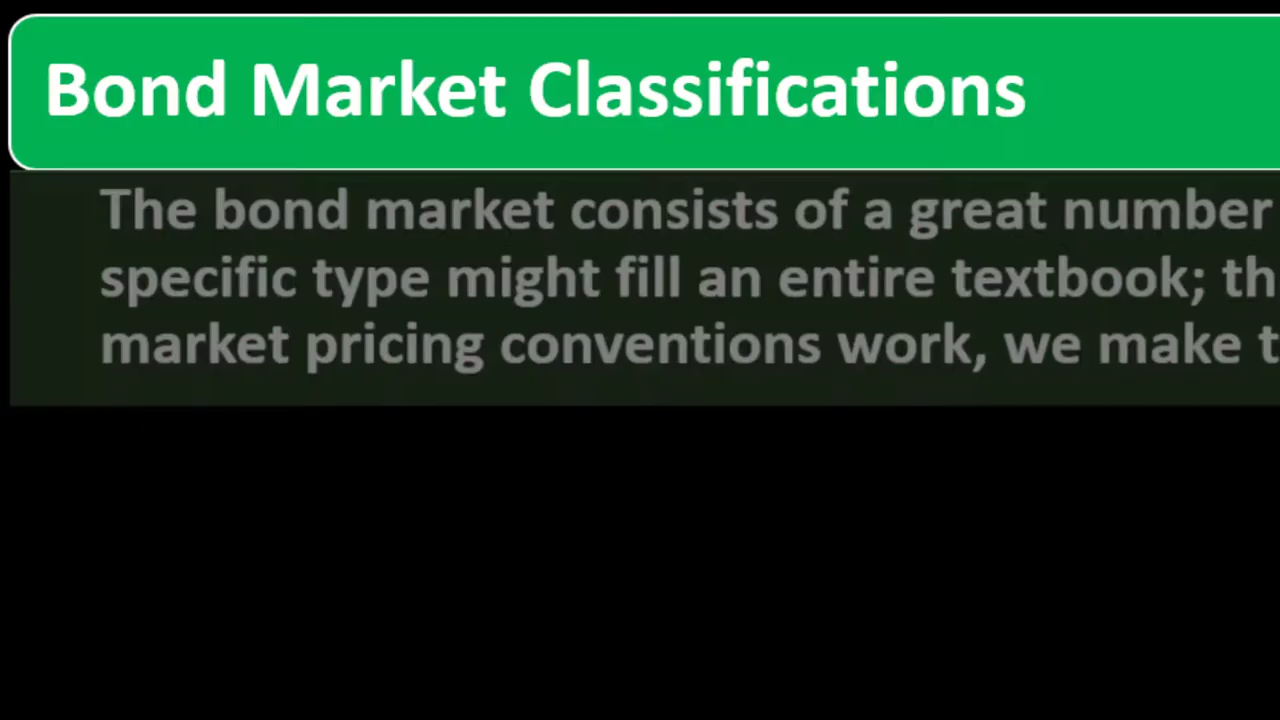 Bond Market Classifications
The bond market consists of a great number
specific type might fill an entire textbook; th
market pricing conventions work, we make t